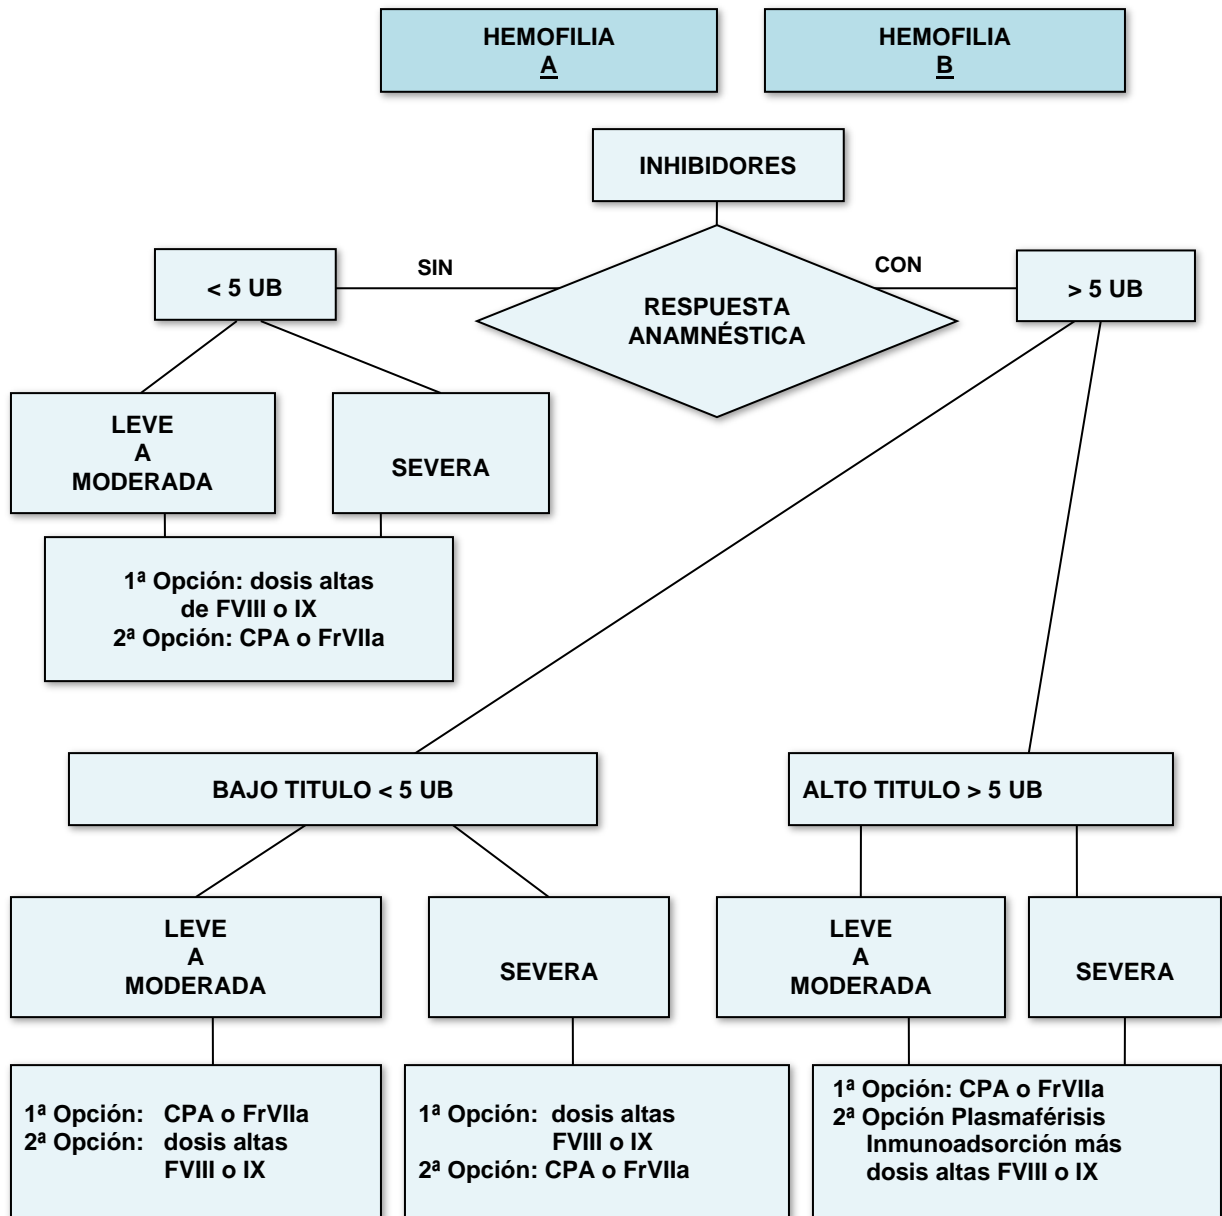 HEMOFILIA
A
HEMOFILIA
B
INHIBIDORES
SIN
CON
< 5 UB
RESPUESTA
ANAMNÉSTICA
> 5 UB
LEVE
A
MODERADA
SEVERA
1ª Opción: dosis altas
de FVIII o IX
2ª Opción: CPA o FrVIIa
BAJO TITULO < 5 UB
ALTO TITULO > 5 UB
LEVE
A
MODERADA
SEVERA
LEVE
A
MODERADA
SEVERA
1ª Opción: CPA o FrVIIa
2ª Opción: dosis altas
FVIII o IX
1ª Opción: dosis altas
FVIII o IX
2ª Opción: CPA o FrVIIa
1ª Opción: CPA o FrVIIa
2ª Opción Plasmaférisis
Inmunoadsorción más
dosis altas FVIII o IX